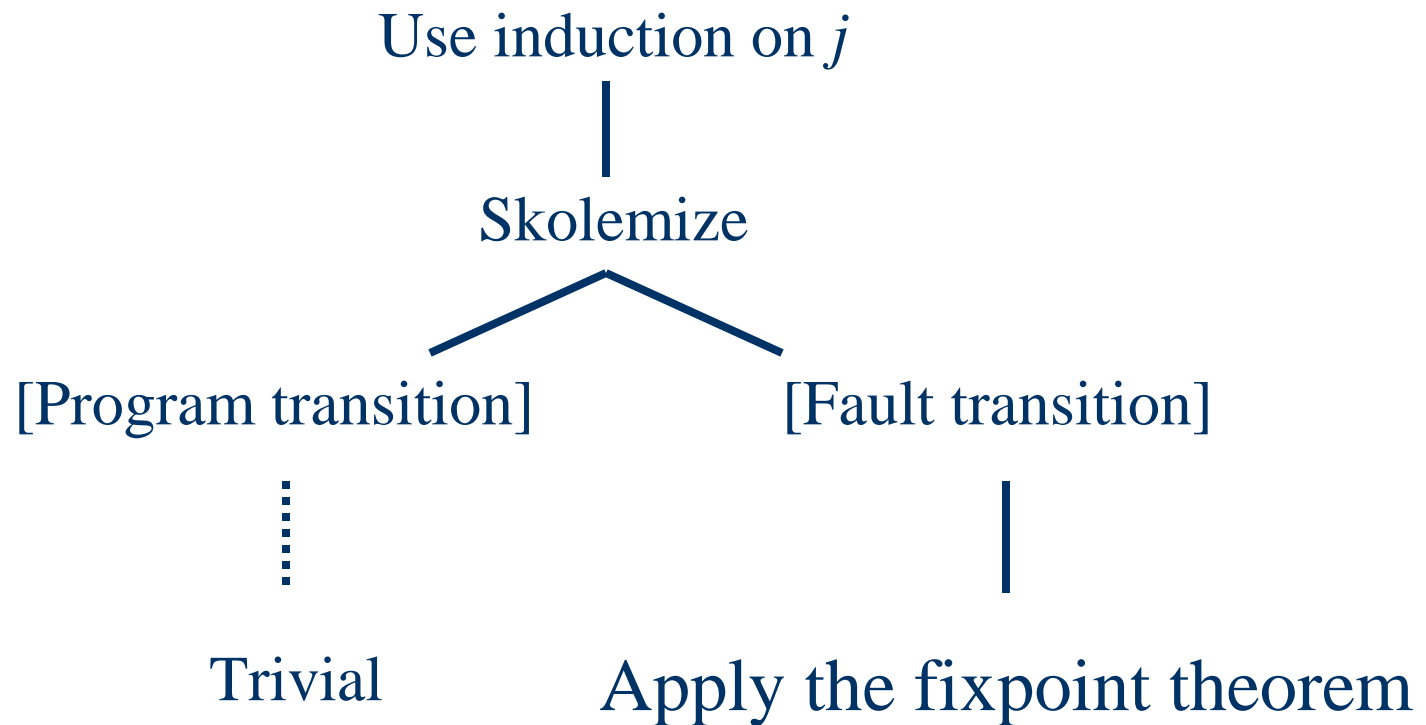 Use induction on j
Skolemize
[Program transition] [Fault transition]
Trivial Apply the fixpoint theorem